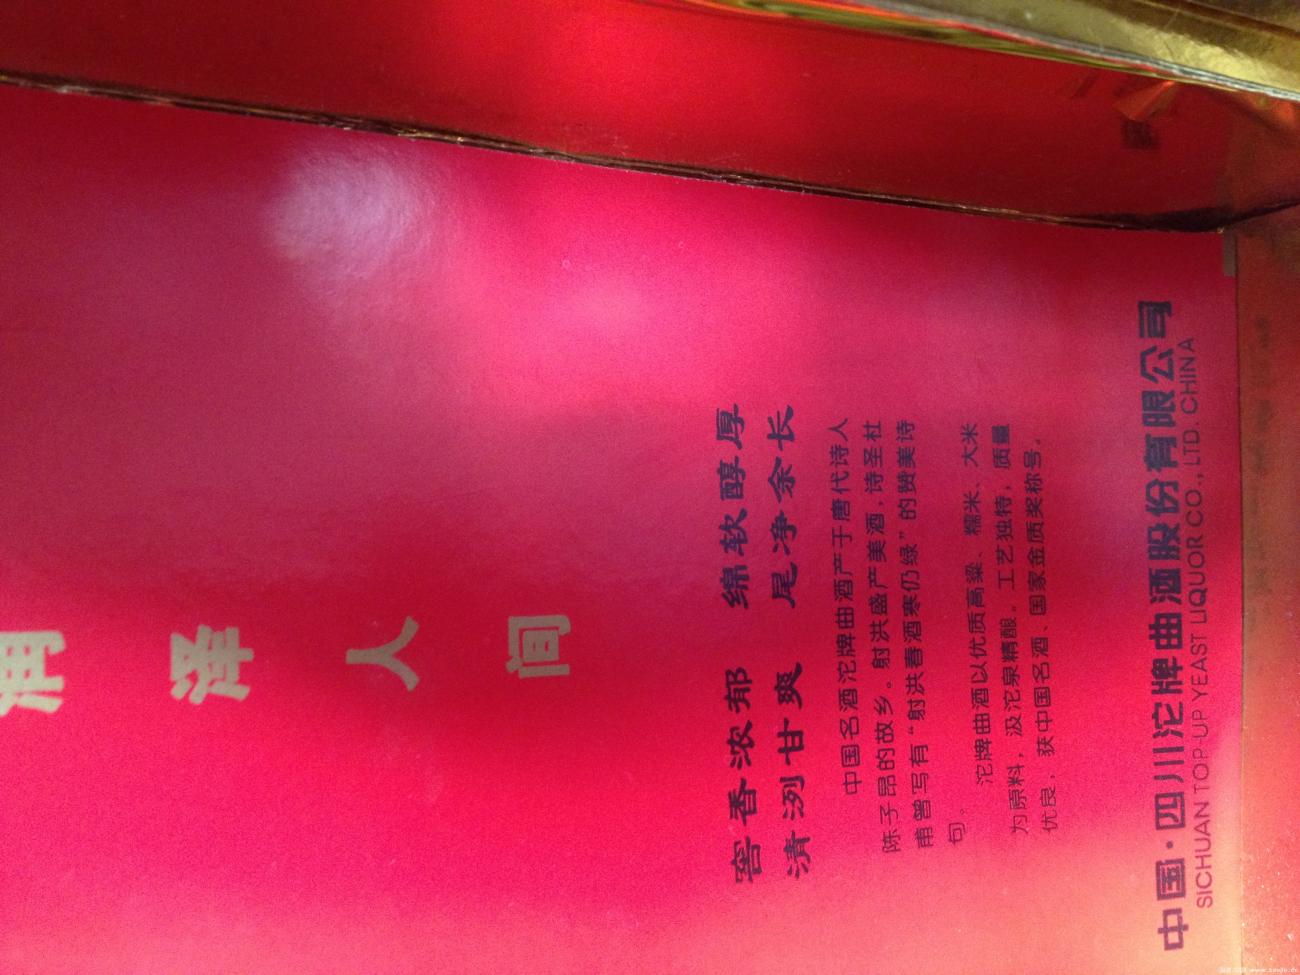 润
泽
人
间
窖香浓郁 绵软醇厚
清洌甘爽 尾净余长
中国名酒沱牌曲酒产于唐代诗人
陈子昂的故乡。射洪盛产美酒，诗圣杜
甫曾写有“射洪春酒寒仍绿”的赞美诗
句。
沱牌曲酒以优质高粱、糯米、大米
为原料，汲沱泉精酿。工艺独特，质量
优良，获中国名酒、国家金质奖称号。
中国·四川沱牌曲酒股份有限公司
SICHUAN TOP-UP YEAST LIQUOR CO.,LTD. CHINA